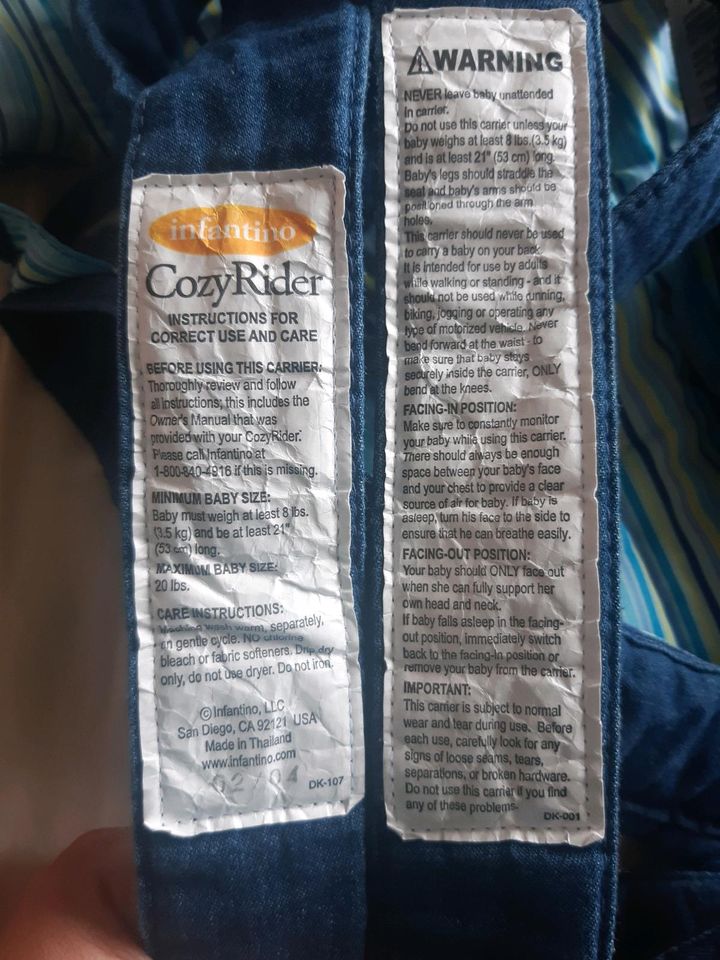 infantino
CozyRider
INSTRUCTIONS FOR
CORRECT USE AND CARE
BEFORE USING THIS CARRIER:
Thoroughly review and follow
all instructions; this includes the
Owner's Manual that was
provided with your CozyRider.
Please call Infantino at
1-800-840-4916 if this is missing.
MINIMUM BABY SIZE:
Baby must weigh at least 8 lbs.
(3.5 kg) and be at least 21"
(53 cm) long.
MAXIMUM BABY SIZE:
20 lbs.
CARE INSTRUCTIONS:
Machine wash warm, separately,
on gentle cycle. NO chlorine
bleach or fabric softeners. Drip dry
only, do not use dryer. Do not iron.
© Infantino, LLC
San Diego, CA 92121 USA
Made in Thailand
www.infantino.com
02/04
DK-107
⚠WARNING
NEVER leave baby unattended
in carrier.
Do not use this carrier unless your
baby weighs at least 8 lbs.(3.5 kg)
and is at least 21" (53 cm) long.
Baby's legs should straddle the
seat and baby's arms should be
positioned through the arm
holes.
This carrier should never be used
to carry a baby on your back.
It is intended for use by adults
while walking or standing - and it
should not be used while running,
biking, jogging or operating any
type of motorized vehicle. Never
bend forward at the waist - to
make sure that baby stays
securely inside the carrier, ONLY
bend at the knees.
FACING-IN POSITION:
Make sure to constantly monitor
your baby while using this carrier.
There should always be enough
space between your baby's face
and your chest to provide a clear
source of air for baby. If baby is
asleep, turn his face to the side to
ensure that he can breathe easily.
FACING-OUT POSITION:
Your baby should ONLY face out
when she can fully support her
own head and neck.
If baby falls asleep in the facing-
out position, immediately switch
back to the facing-in position or
remove your baby from the carrier.
IMPORTANT:
This carrier is subject to normal
wear and tear during use. Before
each use, carefully look for any
signs of loose seams, tears,
separations, or broken hardware.
Do not use this carrier if you find
any of these problems.
DK-001